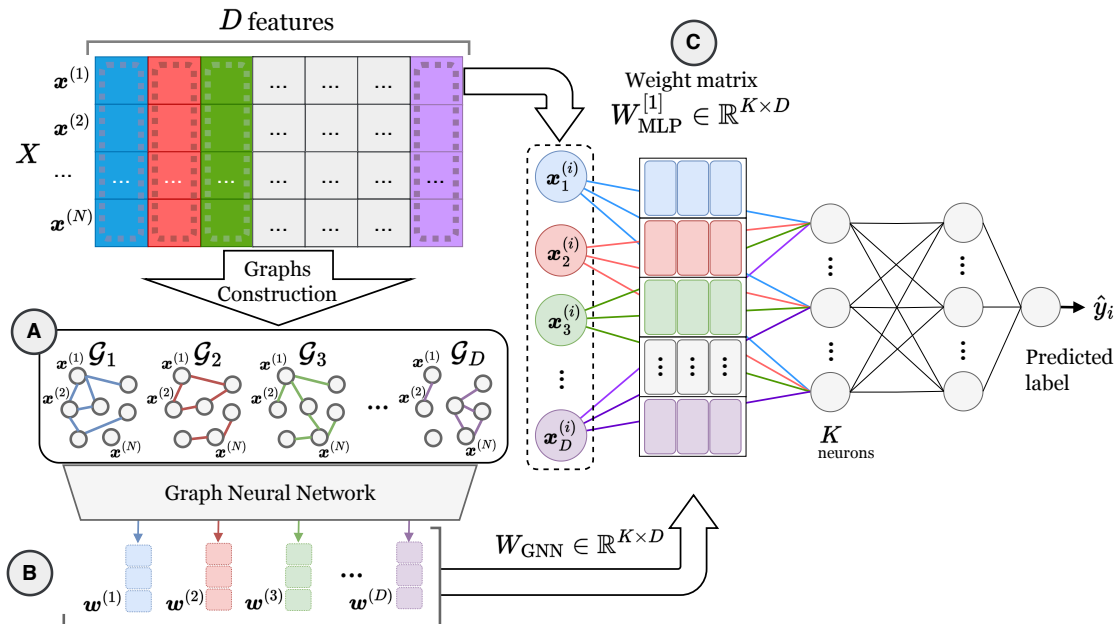 D features
X
x^(1)
x^(2)
...
x^(N)
... ... ...
... ... ...
... ... ... ... ... ... ...
... ... ...
Graphs
Construction
A
x^(1) G_1
x^(2)
x^(N)
x^(1) G_2
x^(2)
x^(N)
x^(1) G_3
x^(2)
x^(N)
...
x^(1) G_D
x^(2)
x^(N)
Graph Neural Network
B
w^(1) w^(2) w^(3) ... w^(D)
W_GNN ∈ ℝ^{K×D}
C
Weight matrix
W_MLP^[1] ∈ ℝ^{K×D}
x_1^(i)
x_2^(i)
x_3^(i)
...
x_D^(i)
... ... ...
K
neurons
ŷ_i
Predicted
label